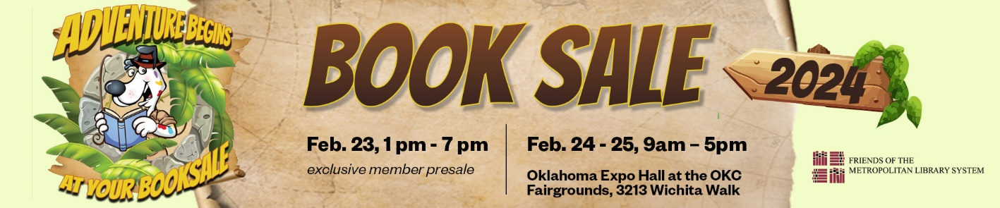 ADVENTURE BEGINS
AT YOUR BOOKSALE
BOOK SALE
2024
Feb. 23, 1 pm - 7 pm
exclusive member presale
Feb. 24 - 25, 9am – 5pm
Oklahoma Expo Hall at the OKC
Fairgrounds, 3213 Wichita Walk
FRIENDS OF THE
METROPOLITAN LIBRARY SYSTEM